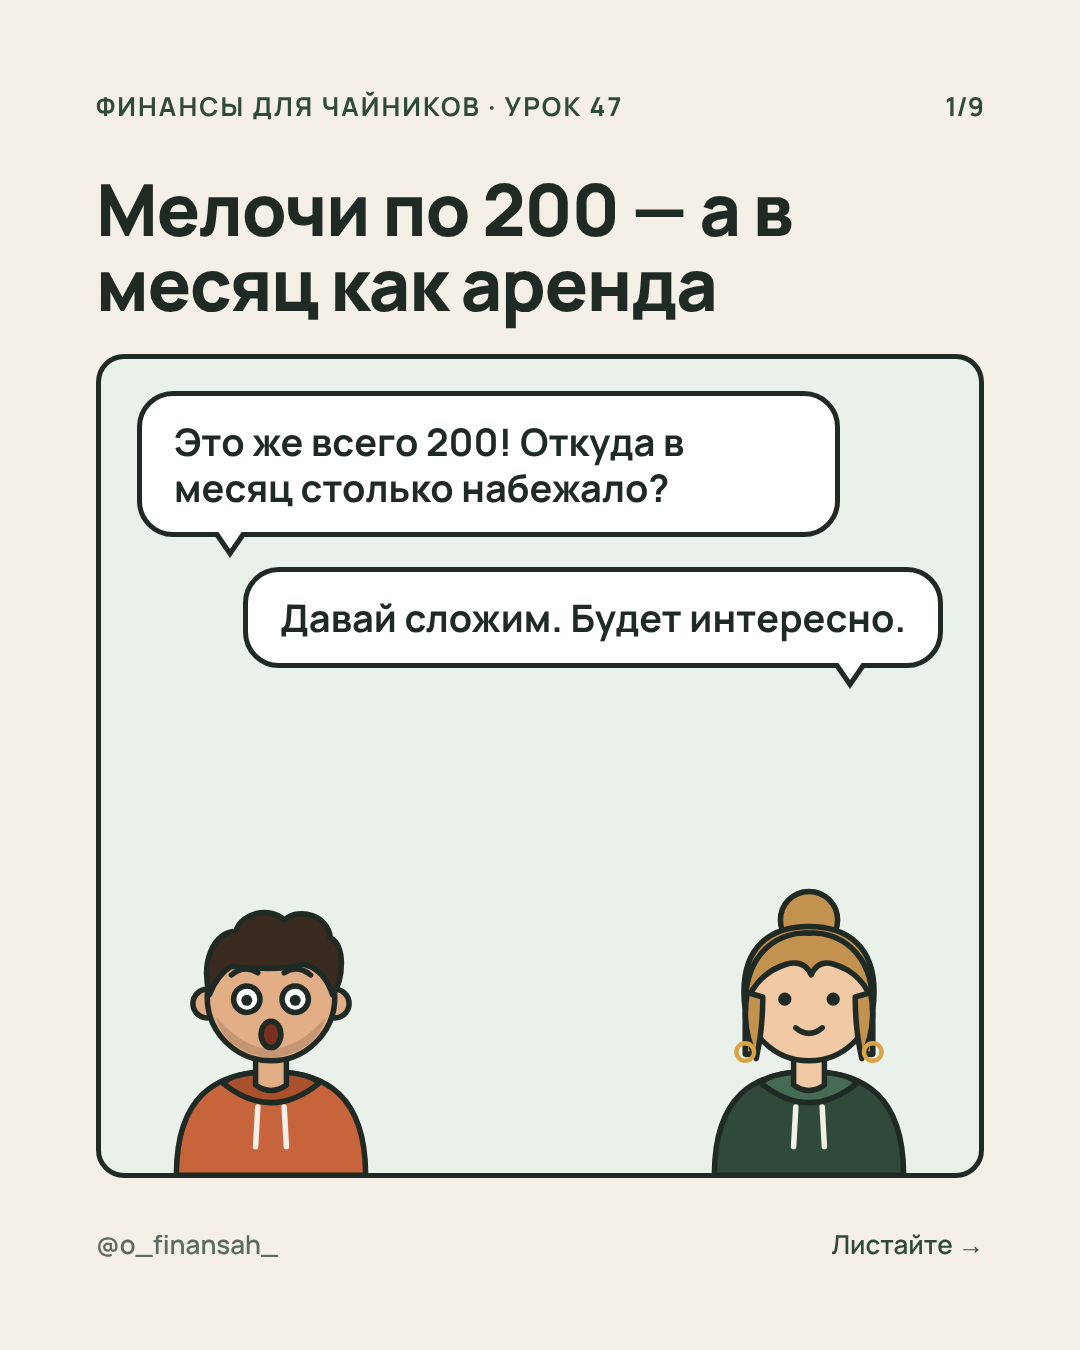 ФИНАНСЫ ДЛЯ ЧАЙНИКОВ · УРОК 47
1/9
Мелочи по 200 — а в
месяц как аренда
Это же всего 200! Откуда в
месяц столько набежало?
Давай сложим. Будет интересно.
@o_finansah_
Листайте →